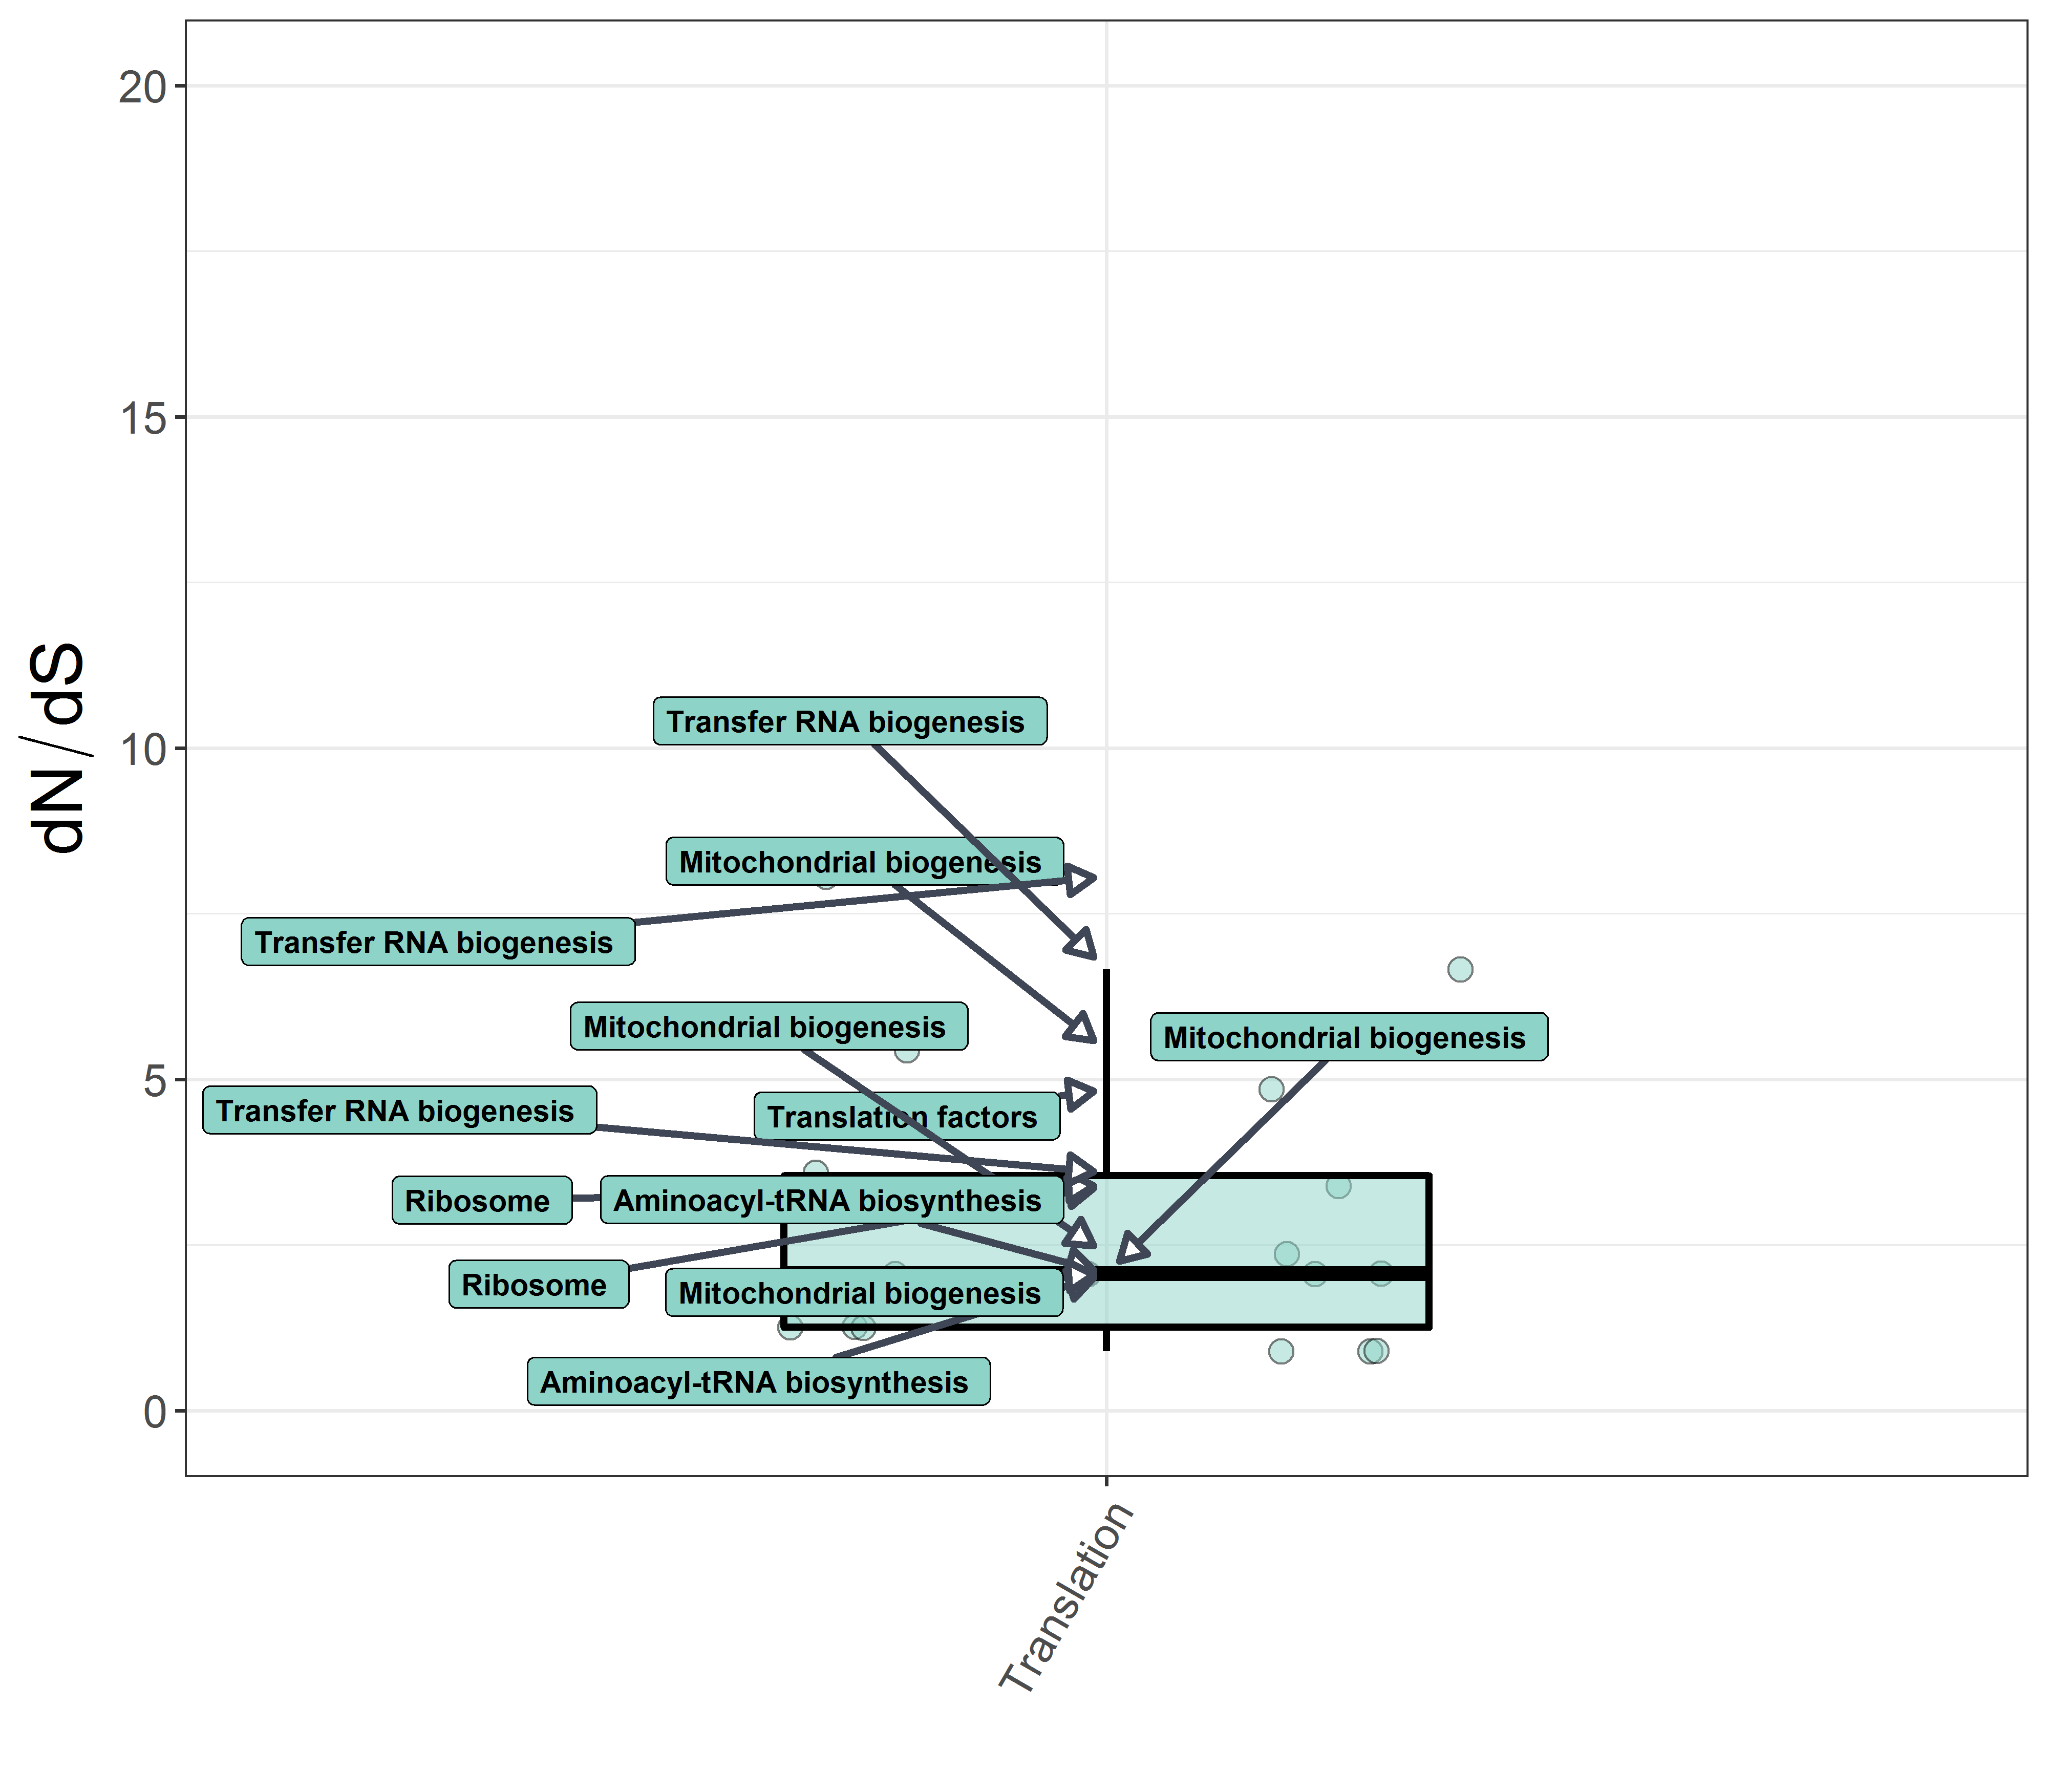 20
15
10
5
0
dN / dS
Transfer RNA biogenesis
Mitochondrial biogenesis
Transfer RNA biogenesis
Mitochondrial biogenesis
Mitochondrial biogenesis
Transfer RNA biogenesis
Translation factors
Ribosome
Aminoacyl-tRNA biosynthesis
Ribosome
Mitochondrial biogenesis
Aminoacyl-tRNA biosynthesis
Translation